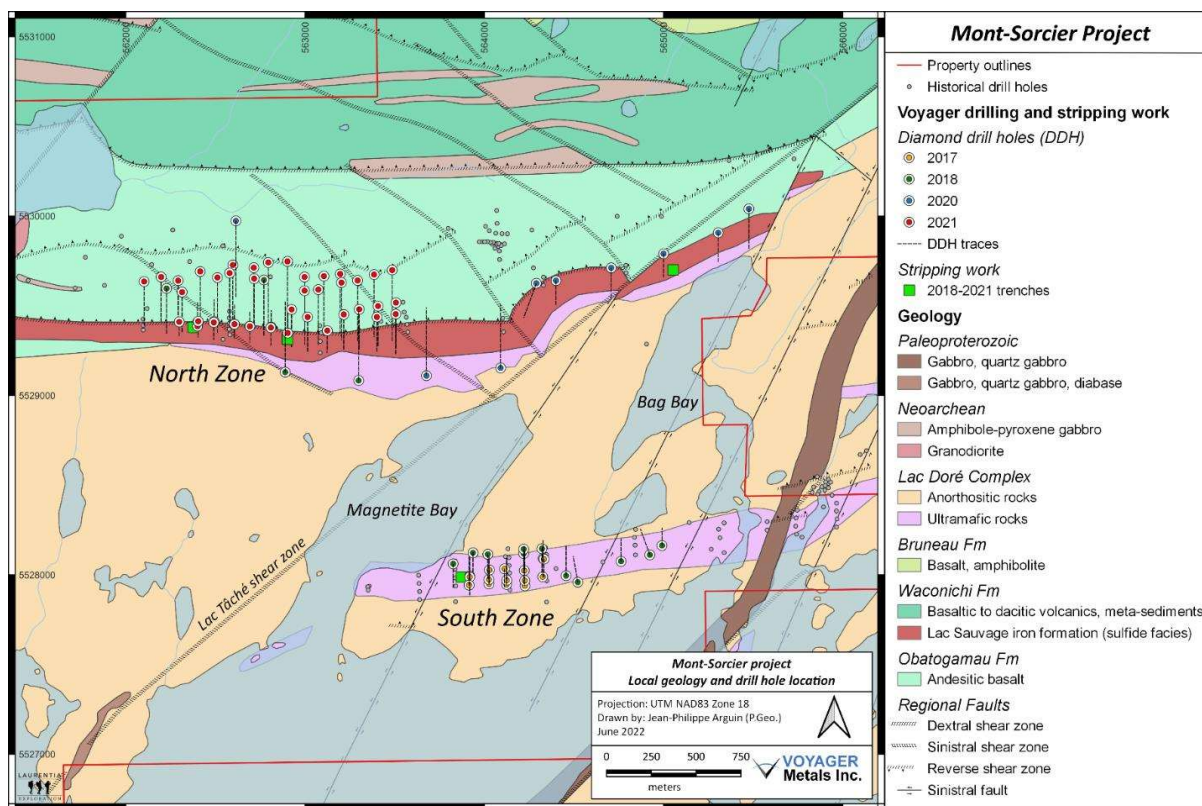 562000
563000
564000
565000
566000
5531000
5530000
5529000
5528000
5527000
North Zone
Bag Bay
Magnetite Bay
Lac Tâché shear zone
South Zone
LAURENTIA
EXPLORATION
Mont-Sorcier project
Local geology and drill hole location
Projection: UTM NAD83 Zone 18
Drawn by: Jean-Philippe Arguin (P.Geo.)
June 2022
0 250 500 750
meters
VOYAGER
Metals Inc.
Mont-Sorcier Project
Property outlines
Historical drill holes
Voyager drilling and stripping work
Diamond drill holes (DDH)
2017
2018
2020
2021
DDH traces
Stripping work
2018-2021 trenches
Geology
Paleoproterozoic
Gabbro, quartz gabbro
Gabbro, quartz gabbro, diabase
Neoarchean
Amphibole-pyroxene gabbro
Granodiorite
Lac Doré Complex
Anorthositic rocks
Ultramafic rocks
Bruneau Fm
Basalt, amphibolite
Waconichi Fm
Basaltic to dacitic volcanics, meta-sediments
Lac Sauvage iron formation (sulfide facies)
Obatogamau Fm
Andesitic basalt
Regional Faults
Dextral shear zone
Sinistral shear zone
Reverse shear zone
Sinistral fault